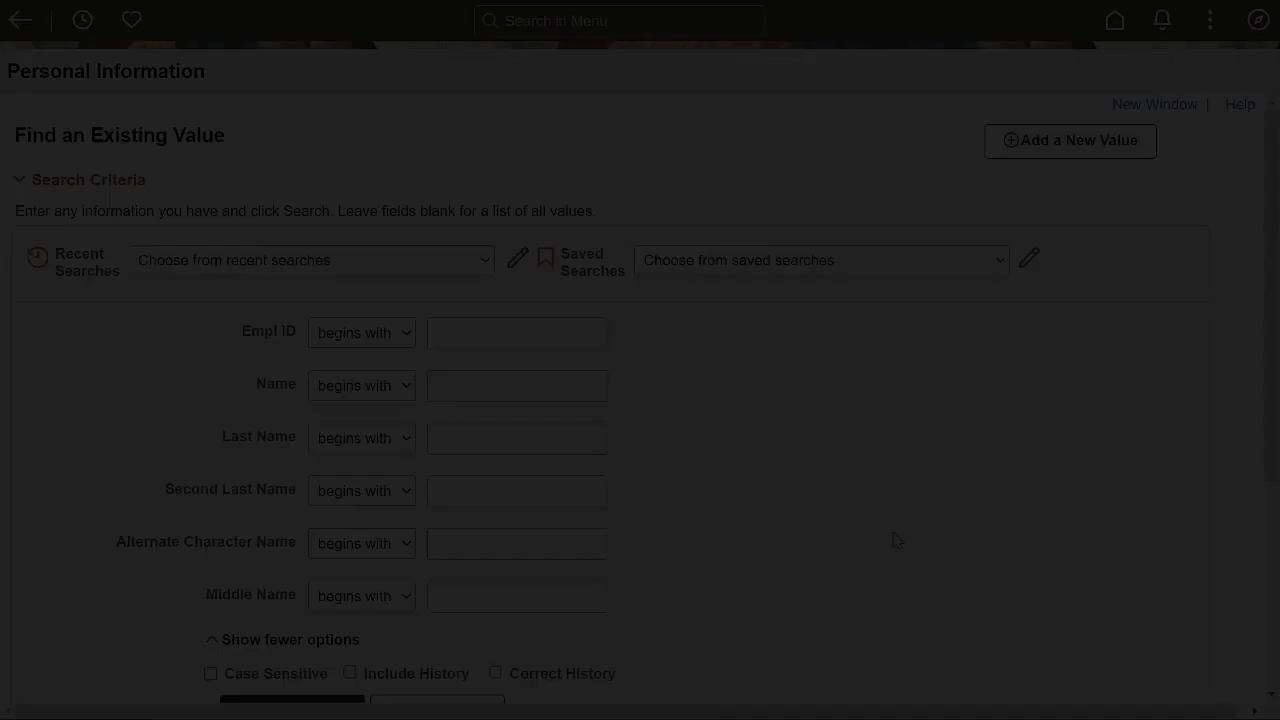 Search in Menu
Personal Information
New Window | Help
Find an Existing Value
Add a New Value
Search Criteria
Enter any information you have and click Search. Leave fields blank for a list of all values.
Recent Searches Choose from recent searches Saved Searches Choose from saved searches
Empl ID begins with
Name begins with
Last Name begins with
Second Last Name begins with
Alternate Character Name begins with
Middle Name begins with
Show fewer options
Case Sensitive Include History Correct History